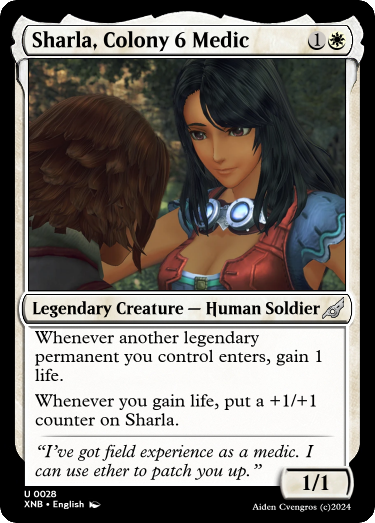 Sharla, Colony 6 Medic 1
Legendary Creature — Human Soldier
Whenever another legendary
permanent you control enters, gain 1
life.
Whenever you gain life, put a +1/+1
counter on Sharla.
“I’ve got field experience as a medic. I
can use ether to patch you up.”
1/1
U 0028
XNB • English
Aiden Cvengros (c)2024